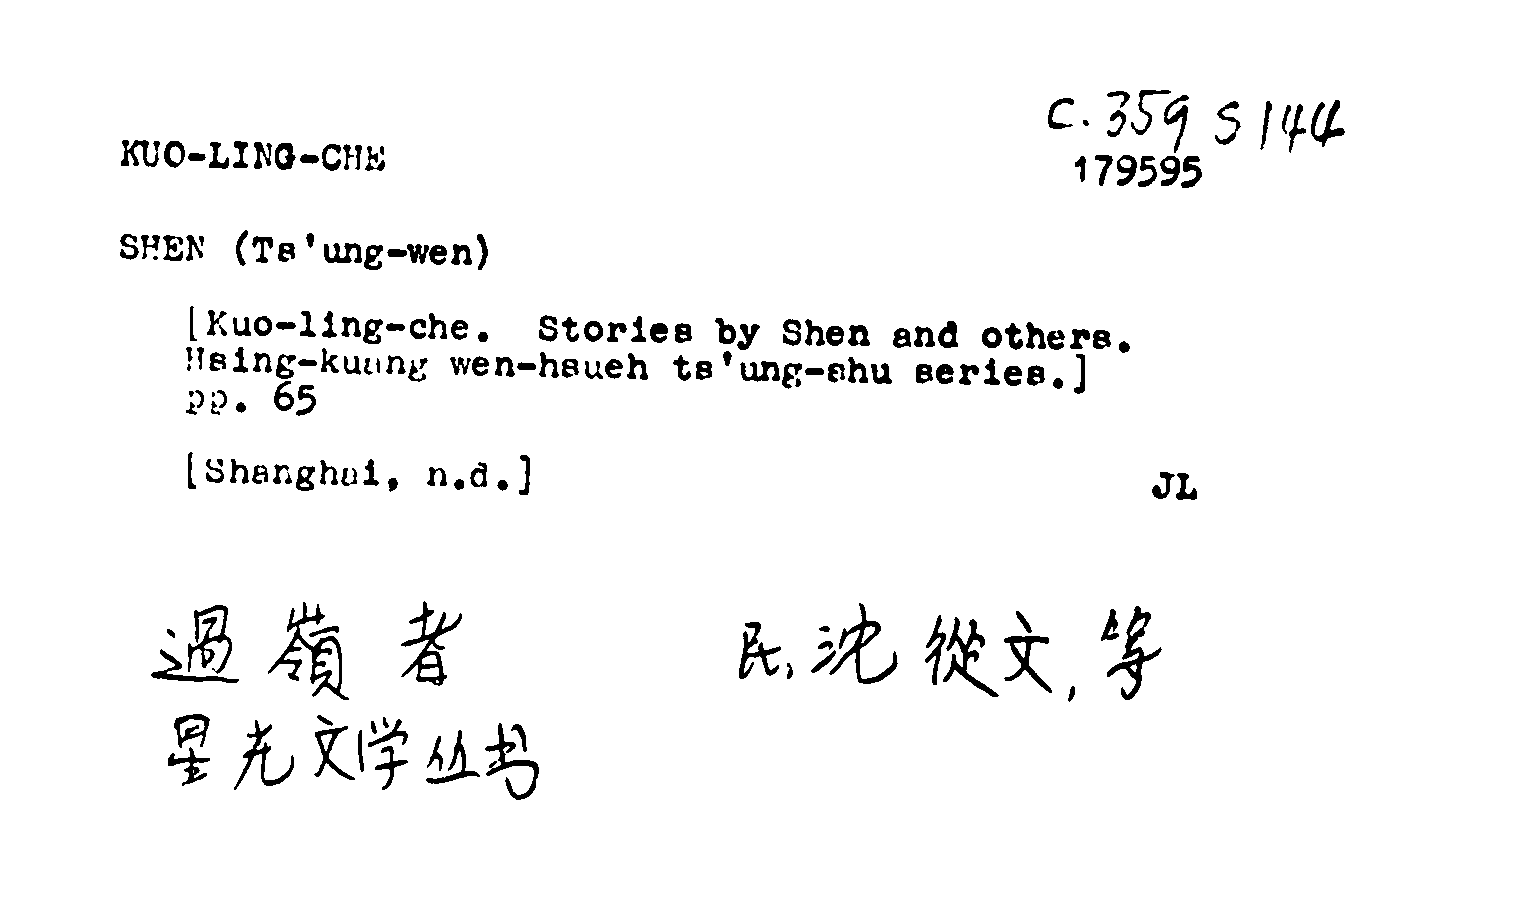 C. 359 S 144
KUO-LING-CHE
179595
SHEN (Ts'ung-wen)
[Kuo-ling-che. Stories by Shen and others.
Hsing-kuang wen-hsueh ts'ung-shu series.]
pp. 65
[Shanghai, n.d.]
JL
過嶺者 民, 沈從文, 等
星光文学丛书